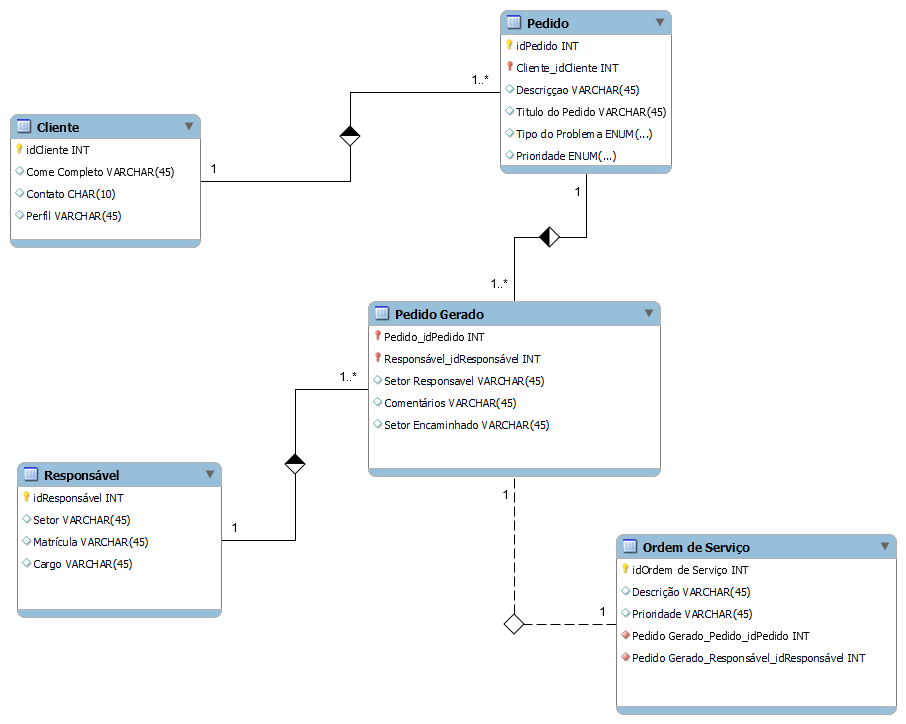 Pedido
idPedido INT
Cliente_idCliente INT
Descriççao VARCHAR(45)
Titulo do Pedido VARCHAR(45)
Tipo do Problema ENUM(...)
Prioridade ENUM(...)
1..*
Cliente
idCliente INT
Come Completo VARCHAR(45)
Contato CHAR(10)
Perfil VARCHAR(45)
1
1
1..*
Pedido Gerado
Pedido_idPedido INT
Responsável_idResponsável INT
Setor Responsavel VARCHAR(45)
Comentários VARCHAR(45)
Setor Encaminhado VARCHAR(45)
1..*
Responsável
idResponsável INT
Setor VARCHAR(45)
Matrícula VARCHAR(45)
Cargo VARCHAR(45)
1
1
Ordem de Serviço
idOrdem de Serviço INT
Descrição VARCHAR(45)
Prioridade VARCHAR(45)
Pedido Gerado_Pedido_idPedido INT
Pedido Gerado_Responsável_idResponsável INT
1